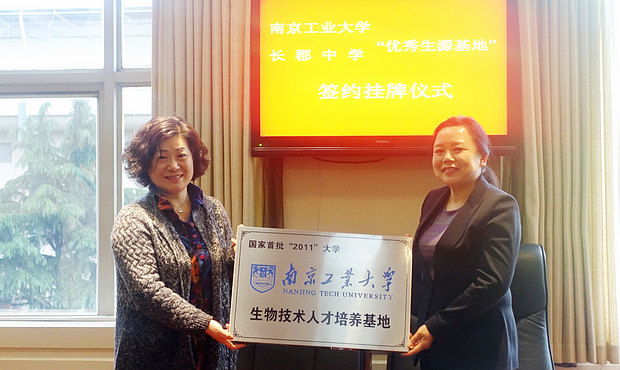 南京工业大学
长郡中学 “优秀生源基地”
签约挂牌仪式
国家首批“2011”大学
南京工业大学
NANJING TECH UNIVERSITY
生物技术人才培养基地